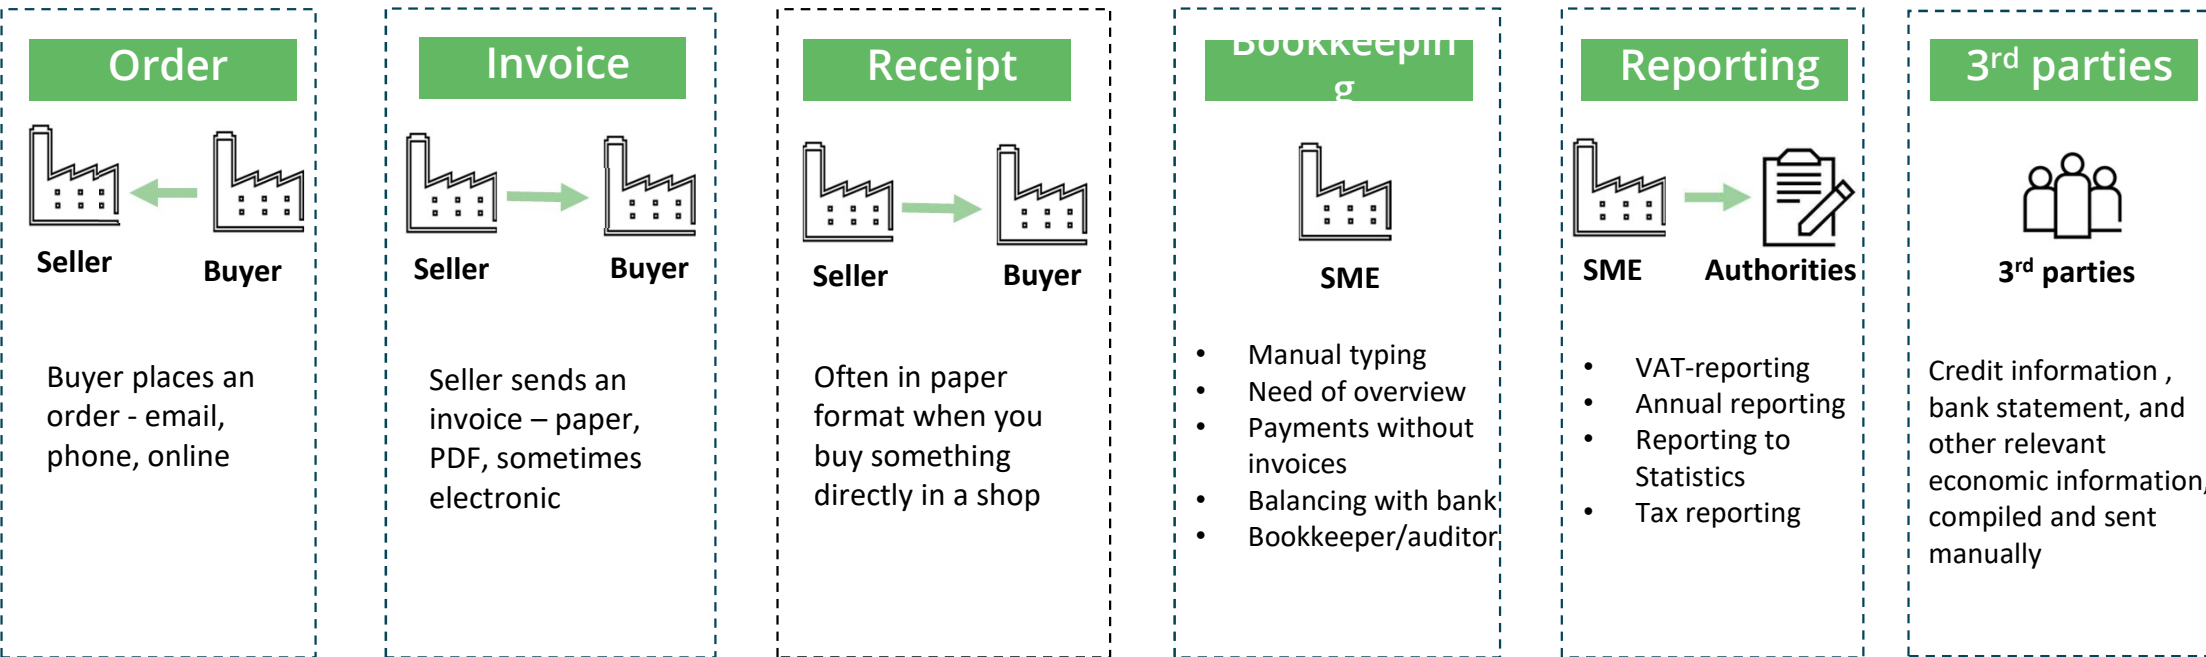 Order
Seller
Buyer
Buyer places an
order - email,
phone, online
Invoice
Seller
Buyer
Seller sends an
invoice – paper,
PDF, sometimes
electronic
Receipt
Seller
Buyer
Often in paper
format when you
buy something
directly in a shop
Bookkeepin
g
SME
• Manual typing
• Need of overview
• Payments without
invoices
• Balancing with bank
• Bookkeeper/auditor
Reporting
SME
Authorities
• VAT-reporting
• Annual reporting
• Reporting to
Statistics
• Tax reporting
3rd parties
3rd parties
Credit information ,
bank statement, and
other relevant
economic information,
compiled and sent
manually